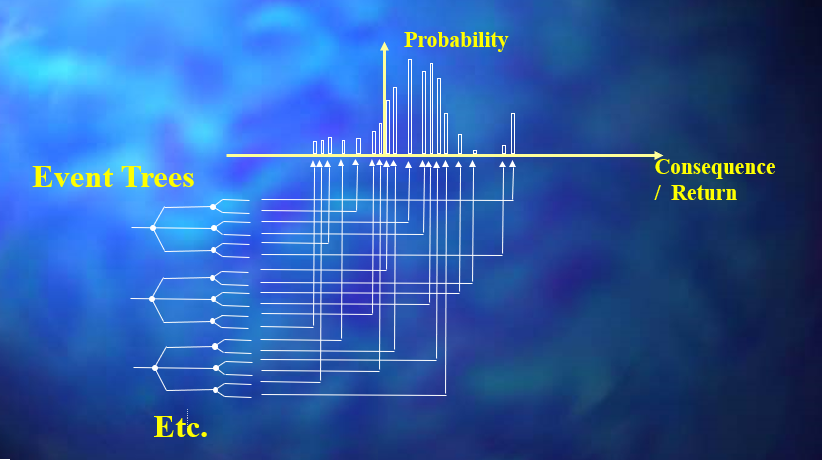 Probability
Event Trees
Consequence
/ Return
Etc.